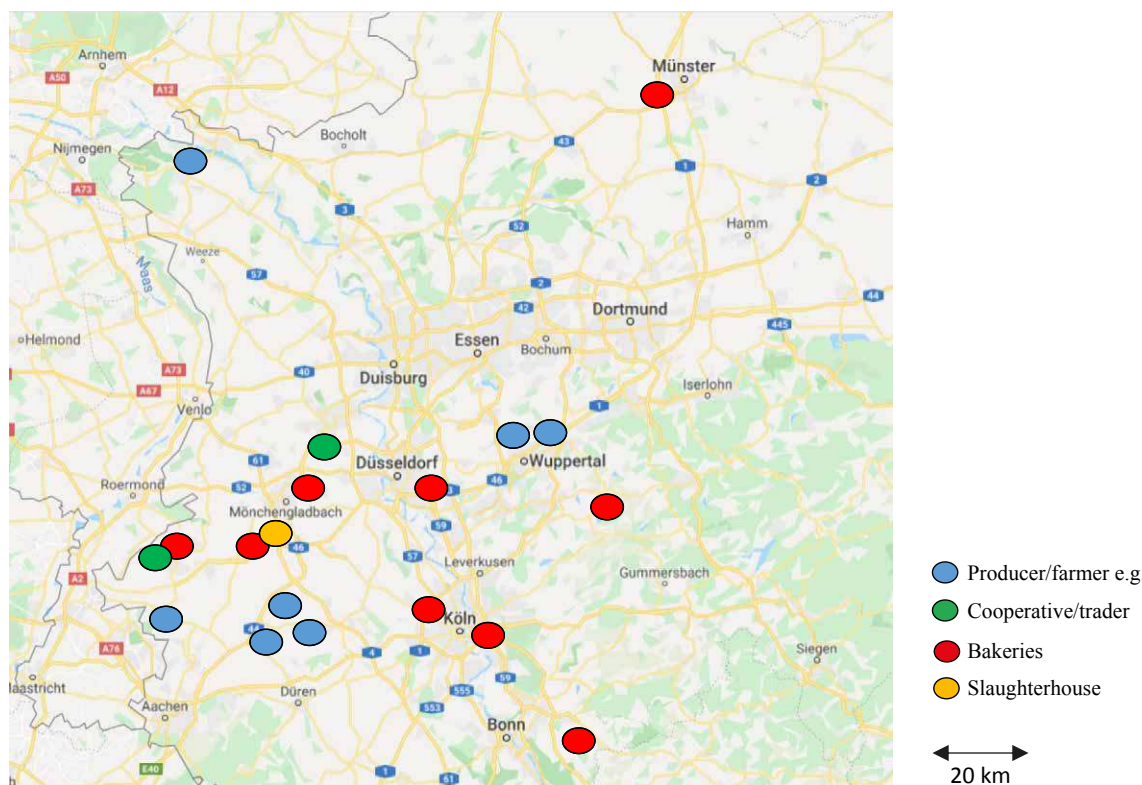 Arnhem
A50
A12
Münster
Bocholt
Nijmegen
43
1
A73
2
3
Hamm
52
Weeze
57
Maas
2
44
42
Dortmund
Essen
Bochum
445
Helmond
A73
40
Duisburg
Iserlohn
A67
Venlo
1
61
Düsseldorf
Wuppertal
Roermond
52
46
3
Mönchengladbach
59
46
57
Leverkusen
A2
Gummersbach
44
Köln
A76
4
1
Siegen
59
Maastricht
Düren
555
Aachen
553
Bonn
E40
1
61
Producer/farmer e.g
Cooperative/trader
Bakeries
Slaughterhouse
20 km